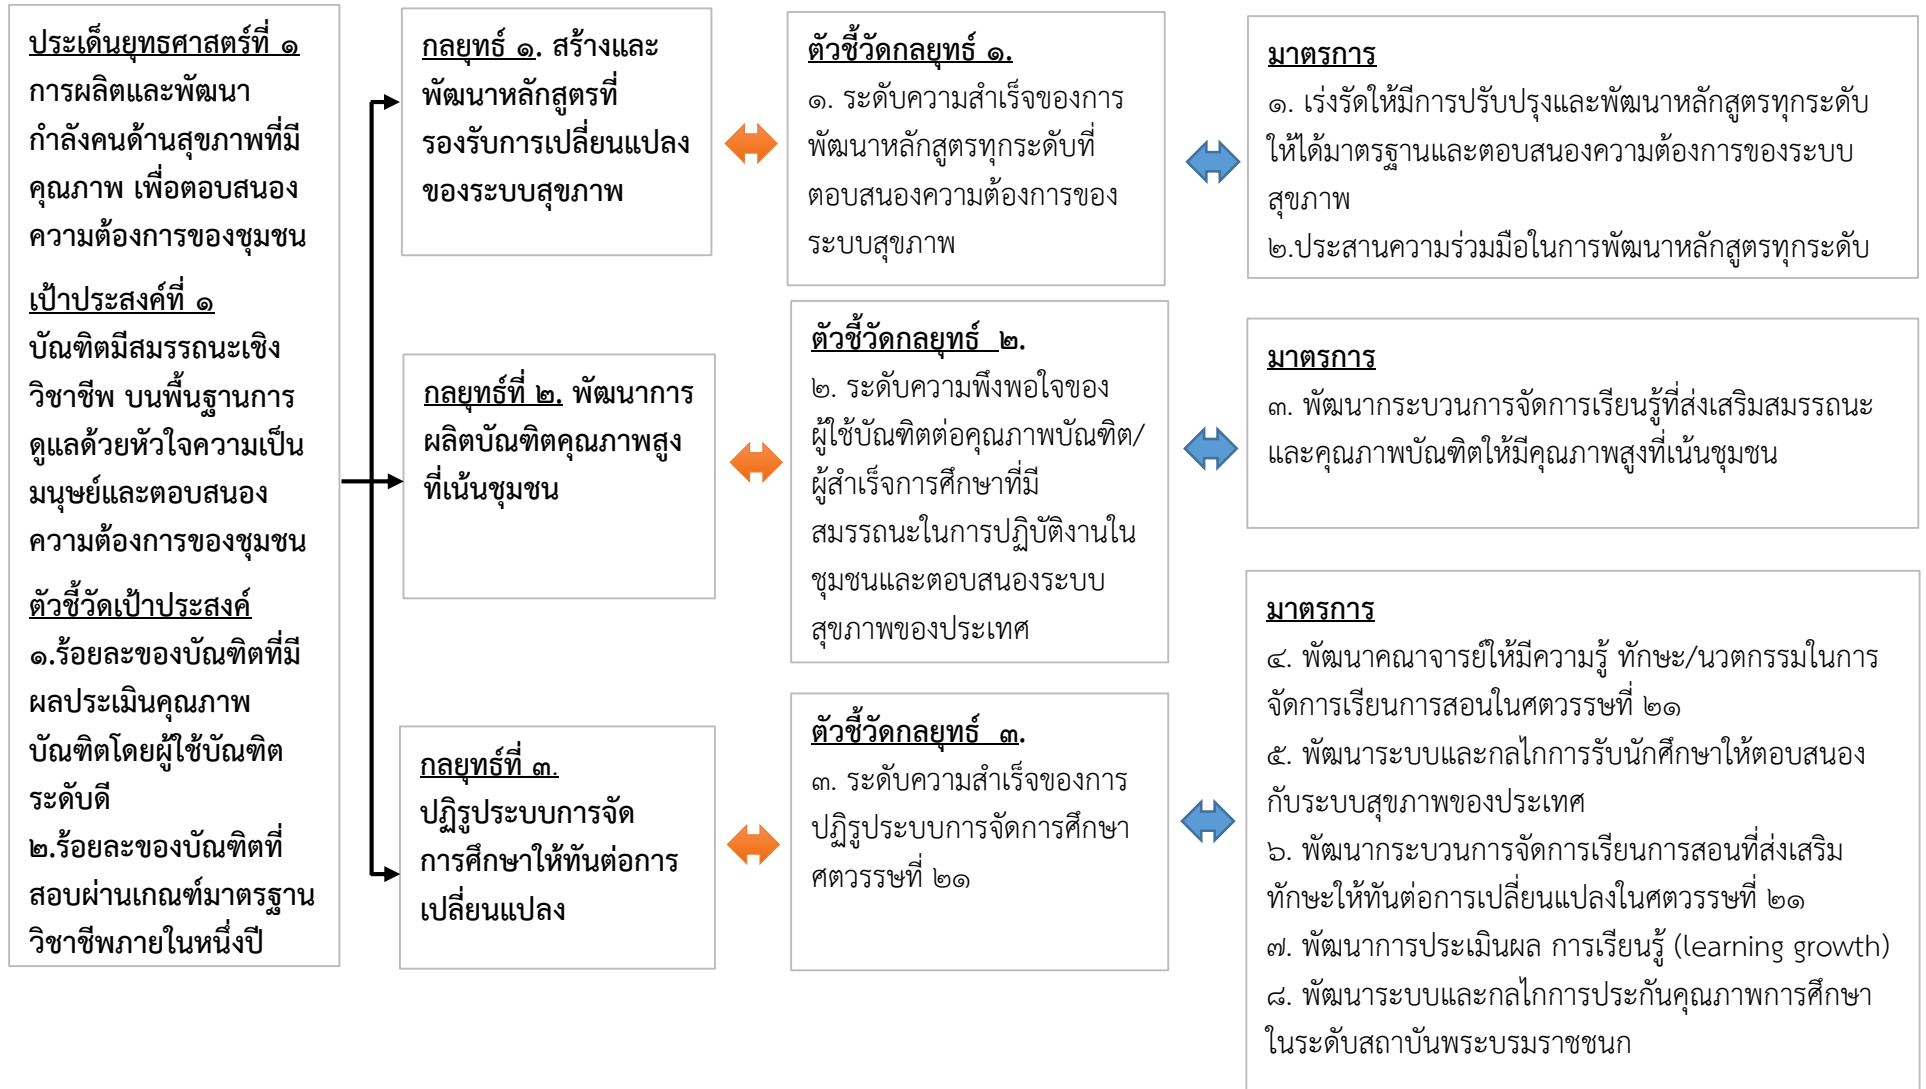 ประเด็นยุทธศาสตร์ที่ ๑
การผลิตและพัฒนา
กำลังคนด้านสุขภาพที่มี
คุณภาพ เพื่อตอบสนอง
ความต้องการของชุมชน
เป้าประสงค์ที่ ๑
บัณฑิตมีสมรรถนะเชิง
วิชาชีพ บนพื้นฐานการ
ดูแลด้วยหัวใจความเป็น
มนุษย์และตอบสนอง
ความต้องการของชุมชน
ตัวชี้วัดเป้าประสงค์
๑.ร้อยละของบัณฑิตที่มี
ผลประเมินคุณภาพ
บัณฑิตโดยผู้ใช้บัณฑิต
ระดับดี
๒.ร้อยละของบัณฑิตที่
สอบผ่านเกณฑ์มาตรฐาน
วิชาชีพภายในหนึ่งปี
กลยุทธ์ ๑. สร้างและ
พัฒนาหลักสูตรที่
รองรับการเปลี่ยนแปลง
ของระบบสุขภาพ
ตัวชี้วัดกลยุทธ์ ๑.
๑. ระดับความสำเร็จของการ
พัฒนาหลักสูตรทุกระดับที่
ตอบสนองความต้องการของ
ระบบสุขภาพ
มาตรการ
๑. เร่งรัดให้มีการปรับปรุงและพัฒนาหลักสูตรทุกระดับ
ให้ได้มาตรฐานและตอบสนองความต้องการของระบบ
สุขภาพ
๒.ประสานความร่วมมือในการพัฒนาหลักสูตรทุกระดับ
กลยุทธ์ที่ ๒. พัฒนาการ
ผลิตบัณฑิตคุณภาพสูง
ที่เน้นชุมชน
ตัวชี้วัดกลยุทธ์ ๒.
๒. ระดับความพึงพอใจของ
ผู้ใช้บัณฑิตต่อคุณภาพบัณฑิต/
ผู้สำเร็จการศึกษาที่มี
สมรรถนะในการปฏิบัติงานใน
ชุมชนและตอบสนองระบบ
สุขภาพของประเทศ
มาตรการ
๓. พัฒนากระบวนการจัดการเรียนรู้ที่ส่งเสริมสมรรถนะ
และคุณภาพบัณฑิตให้มีคุณภาพสูงที่เน้นชุมชน
กลยุทธ์ที่ ๓.
ปฏิรูประบบการจัด
การศึกษาให้ทันต่อการ
เปลี่ยนแปลง
ตัวชี้วัดกลยุทธ์ ๓.
๓. ระดับความสำเร็จของการ
ปฏิรูประบบการจัดการศึกษา
ศตวรรษที่ ๒๑
มาตรการ
๔. พัฒนาคณาจารย์ให้มีความรู้ ทักษะ/นวตกรรมในการ
จัดการเรียนการสอนในศตวรรษที่ ๒๑
๕. พัฒนาระบบและกลไกการรับนักศึกษาให้ตอบสนอง
กับระบบสุขภาพของประเทศ
๖. พัฒนากระบวนการจัดการเรียนการสอนที่ส่งเสริม
ทักษะให้ทันต่อการเปลี่ยนแปลงในศตวรรษที่ ๒๑
๗. พัฒนาการประเมินผล การเรียนรู้ (learning growth)
๘. พัฒนาระบบและกลไกการประกันคุณภาพการศึกษา
ในระดับสถาบันพระบรมราชชนก